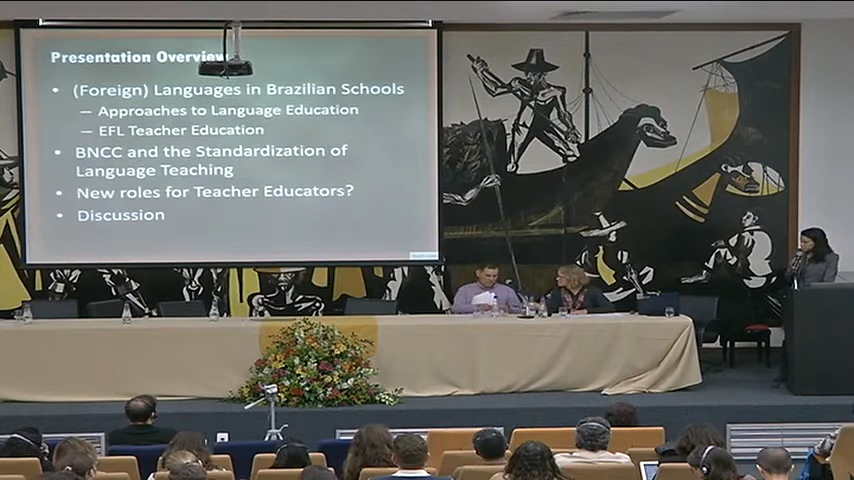 Presentation Overview
• (Foreign) Languages in Brazilian Schools
– Approaches to Language Education
– EFL Teacher Education
• BNCC and the Standardization of
Language Teaching
• New roles for Teacher Educators?
• Discussion